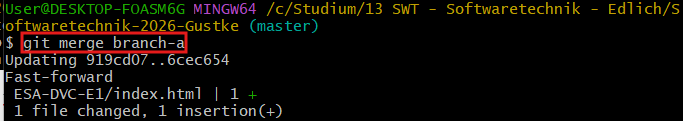 User@DESKTOP-FOASM6G MINGW64 /c/Studium/13 SWT - Softwaretechnik - Edlich/S
oftwaretechnik-2026-Gustke (master)
$ git merge branch-a
Updating 919cd07..6cec654
Fast-forward
 ESA-DVC-E1/index.html | 1 +
 1 file changed, 1 insertion(+)